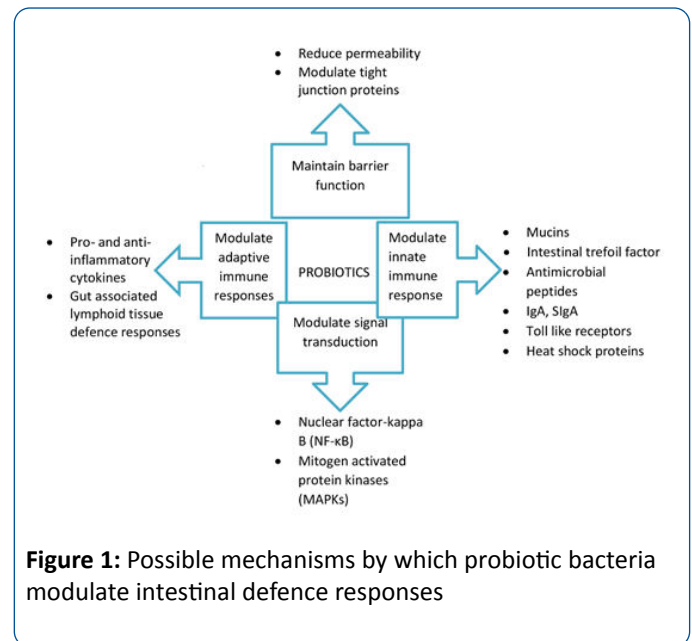 • Reduce permeability
• Modulate tight
junction proteins
Maintain barrier
function
• Pro- and anti-
inflammatory
cytokines
• Gut associated
lymphoid tissue
defence responses
Modulate
adaptive
immune
responses
PROBIOTICS
Modulate
innate
immune
response
• Mucins
• Intestinal trefoil factor
• Antimicrobial
peptides
• IgA, SIgA
• Toll like receptors
• Heat shock proteins
Modulate signal
transduction
• Nuclear factor-kappa
B (NF-κB)
• Mitogen activated
protein kinases
(MAPKs)
Figure 1: Possible mechanisms by which probiotic bacteria
modulate intestinal defence responses